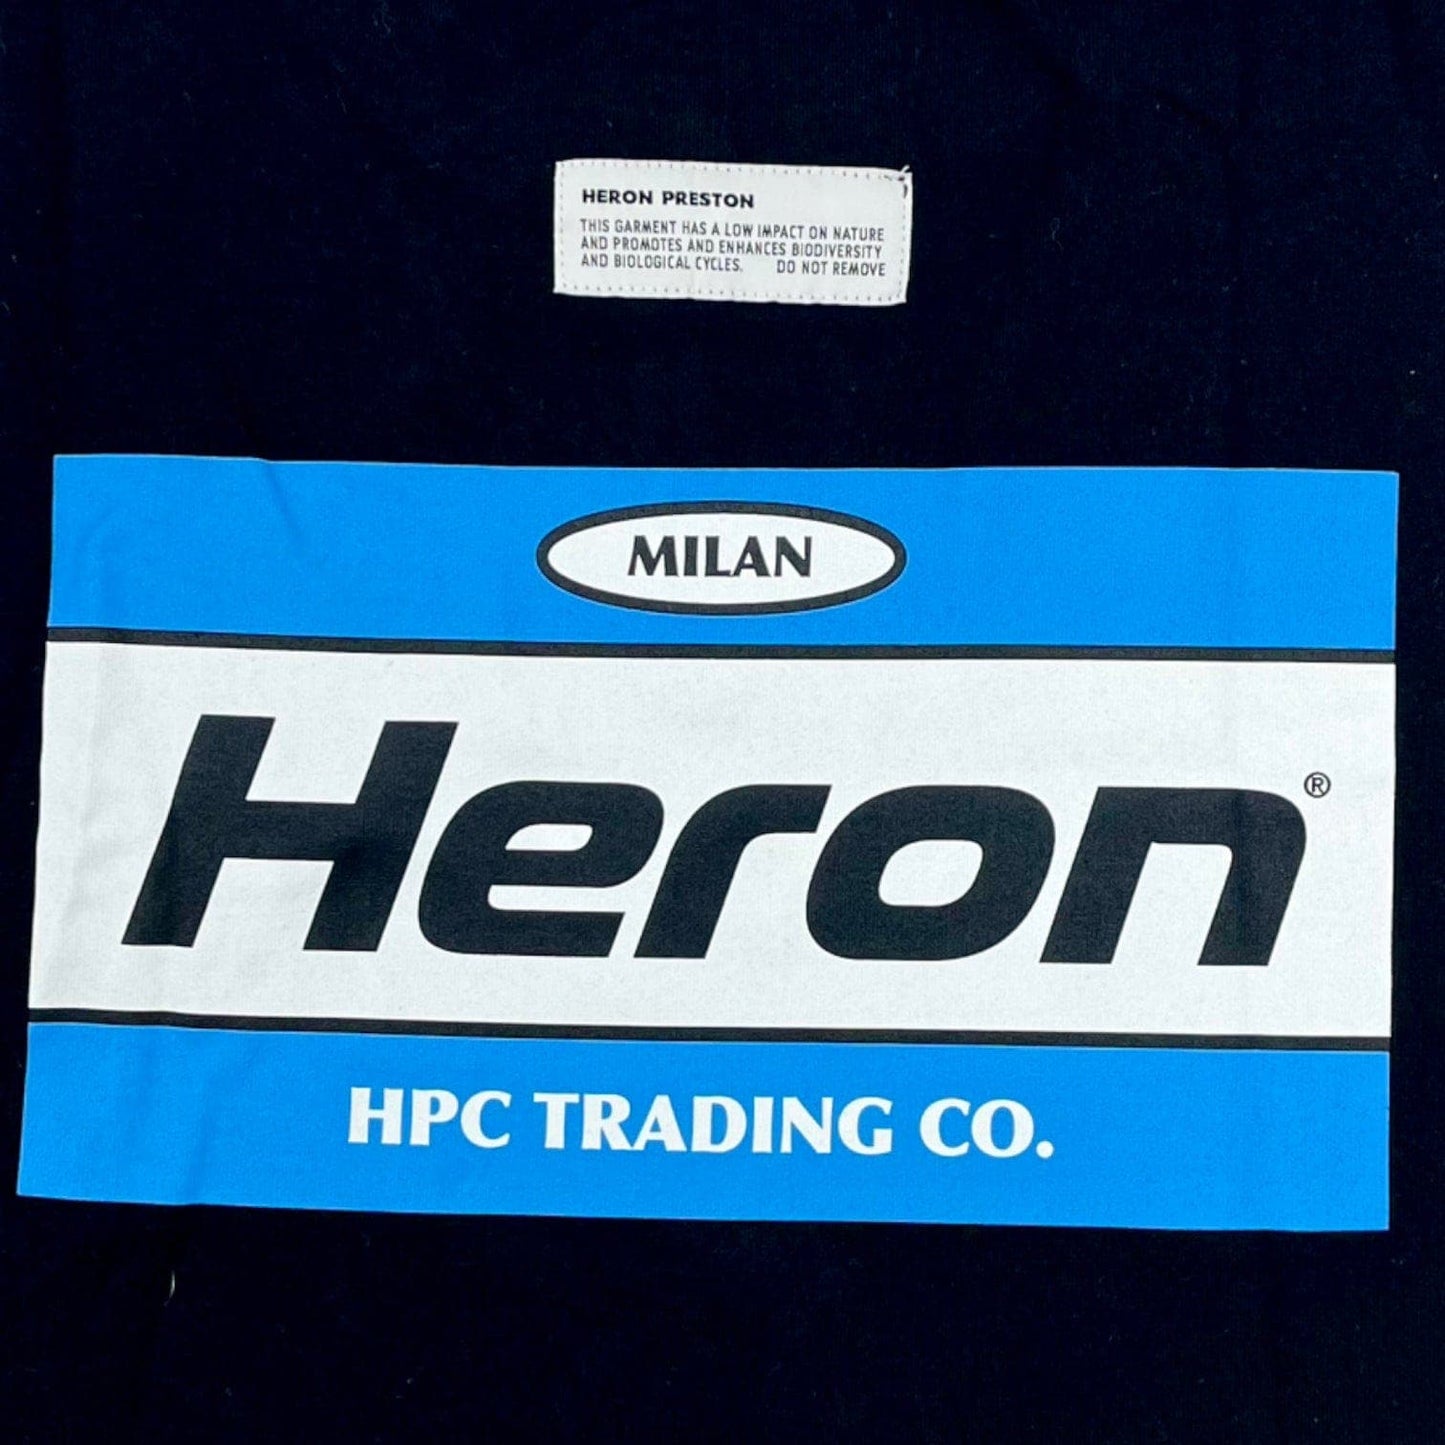 HERON PRESTON
THIS GARMENT HAS A LOW IMPACT ON NATURE
AND PROMOTES AND ENHANCES BIODIVERSITY
AND BIOLOGICAL CYCLES. DO NOT REMOVE
MILAN
Heron®
HPC TRADING CO.